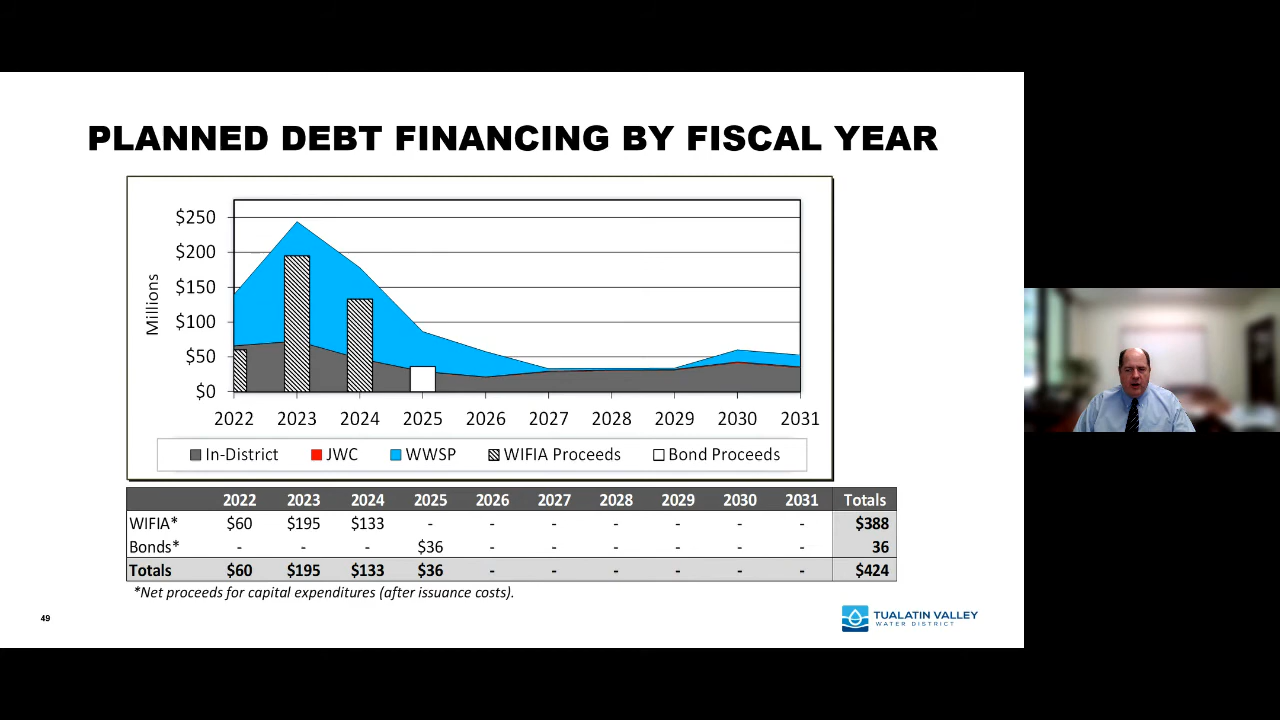 PLANNED DEBT FINANCING BY FISCAL YEAR
Millions
$250
$200
$150
$100
$50
$0
2022 2023 2024 2025 2026 2027 2028 2029 2030 2031
In-District JWC WWSP WIFIA Proceeds Bond Proceeds
2022 2023 2024 2025 2026 2027 2028 2029 2030 2031 Totals
WIFIA* $60 $195 $133 - - - - - - - $388
Bonds* - - - $36 - - - - - - 36
Totals $60 $195 $133 $36 - - - - - - $424
*Net proceeds for capital expenditures (after issuance costs).
49
TUALATIN VALLEY
WATER DISTRICT